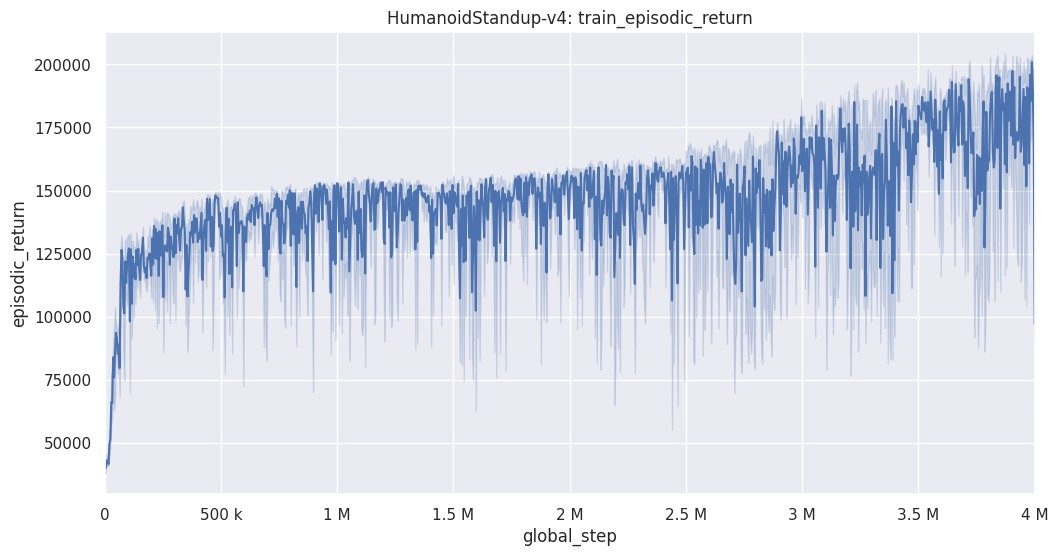 HumanoidStandup-v4: train_episodic_return
200000
175000
150000
125000
100000
75000
50000
episodic_return
0 500 k 1 M 1.5 M 2 M 2.5 M 3 M 3.5 M 4 M
global_step